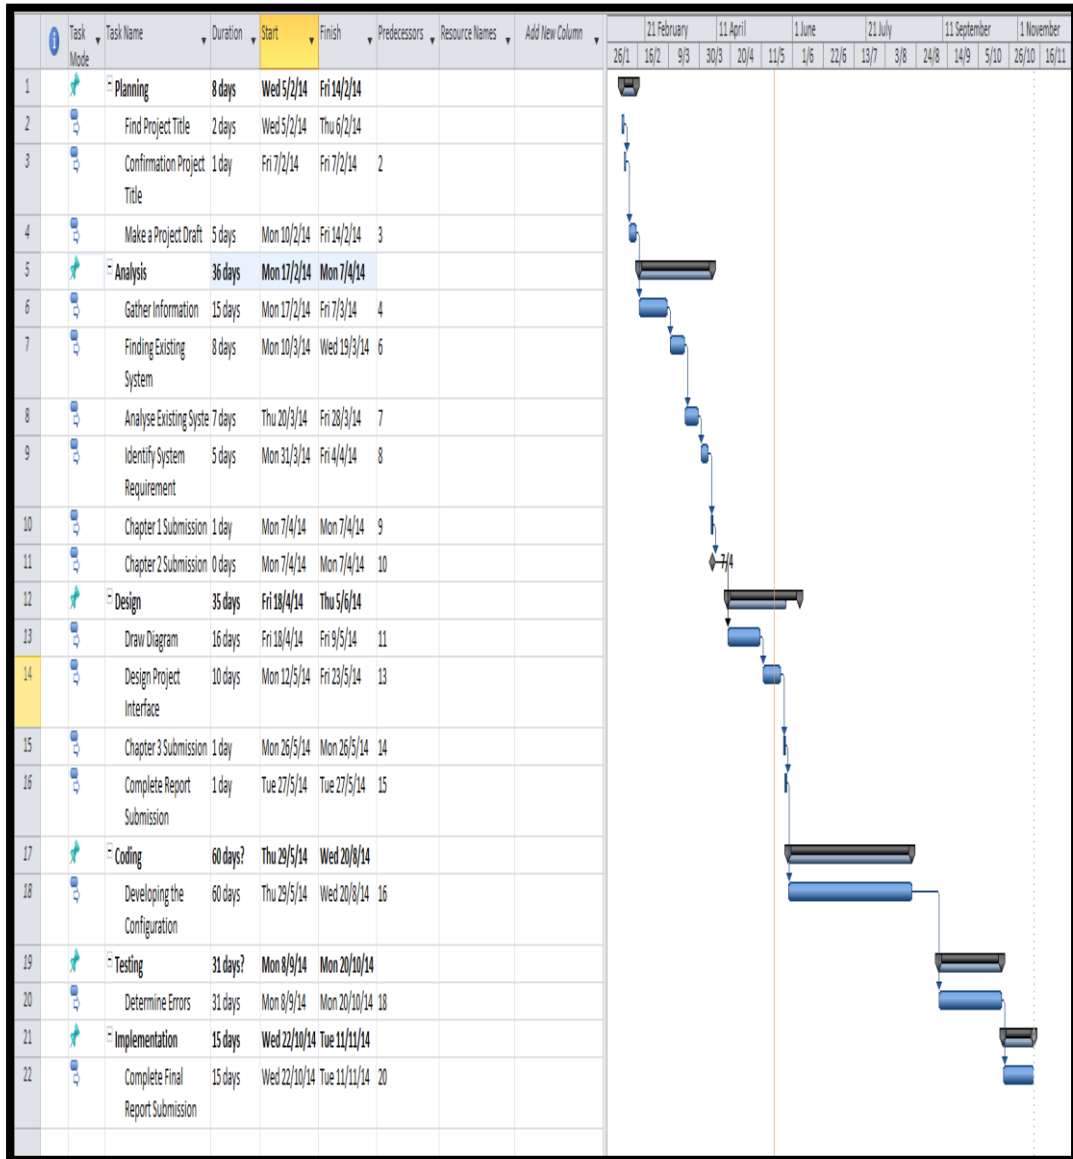 Task Mode Task Name Duration Start Finish Predecessors Resource Names Add New Column
21 February 11 April 1 June 21 July 11 September 1 November
26/1 16/2 9/3 30/3 20/4 11/5 1/6 22/6 13/7 3/8 24/8 14/9 5/10 26/10 16/11
1 Planning 8 days Wed 5/2/14 Fri 14/2/14
2 Find Project Title 2 days Wed 5/2/14 Thu 6/2/14
3 Confirmation Project 1 day Fri 7/2/14 Fri 7/2/14 2
Title
4 Make a Project Draft 5 days Mon 10/2/14 Fri 14/2/14 3
5 Analysis 36 days Mon 17/2/14 Mon 7/4/14
6 Gather Information 15 days Mon 17/2/14 Fri 7/3/14 4
7 Finding Existing 8 days Mon 10/3/14 Wed 19/3/14 6
System
8 Analyse Existing Syste 7 days Thu 20/3/14 Fri 28/3/14 7
9 Identify System 5 days Mon 31/3/14 Fri 4/4/14 8
Requirement
10 Chapter 1 Submission 1 day Mon 7/4/14 Mon 7/4/14 9
11 Chapter 2 Submission 0 days Mon 7/4/14 Mon 7/4/14 10 7/4
12 Design 35 days Fri 18/4/14 Thu 5/6/14
13 Draw Diagram 16 days Fri 18/4/14 Fri 9/5/14 11
14 Design Project 10 days Mon 12/5/14 Fri 23/5/14 13
Interface
15 Chapter 3 Submission 1 day Mon 26/5/14 Mon 26/5/14 14
16 Complete Report 1 day Tue 27/5/14 Tue 27/5/14 15
Submission
17 Coding 60 days? Thu 29/5/14 Wed 20/8/14
18 Developing the 60 days Thu 29/5/14 Wed 20/8/14 16
Configuration
19 Testing 31 days? Mon 8/9/14 Mon 20/10/14
20 Determine Errors 31 days Mon 8/9/14 Mon 20/10/14 18
21 Implementation 15 days Wed 22/10/14 Tue 11/11/14
22 Complete Final 15 days Wed 22/10/14 Tue 11/11/14 20
Report Submission